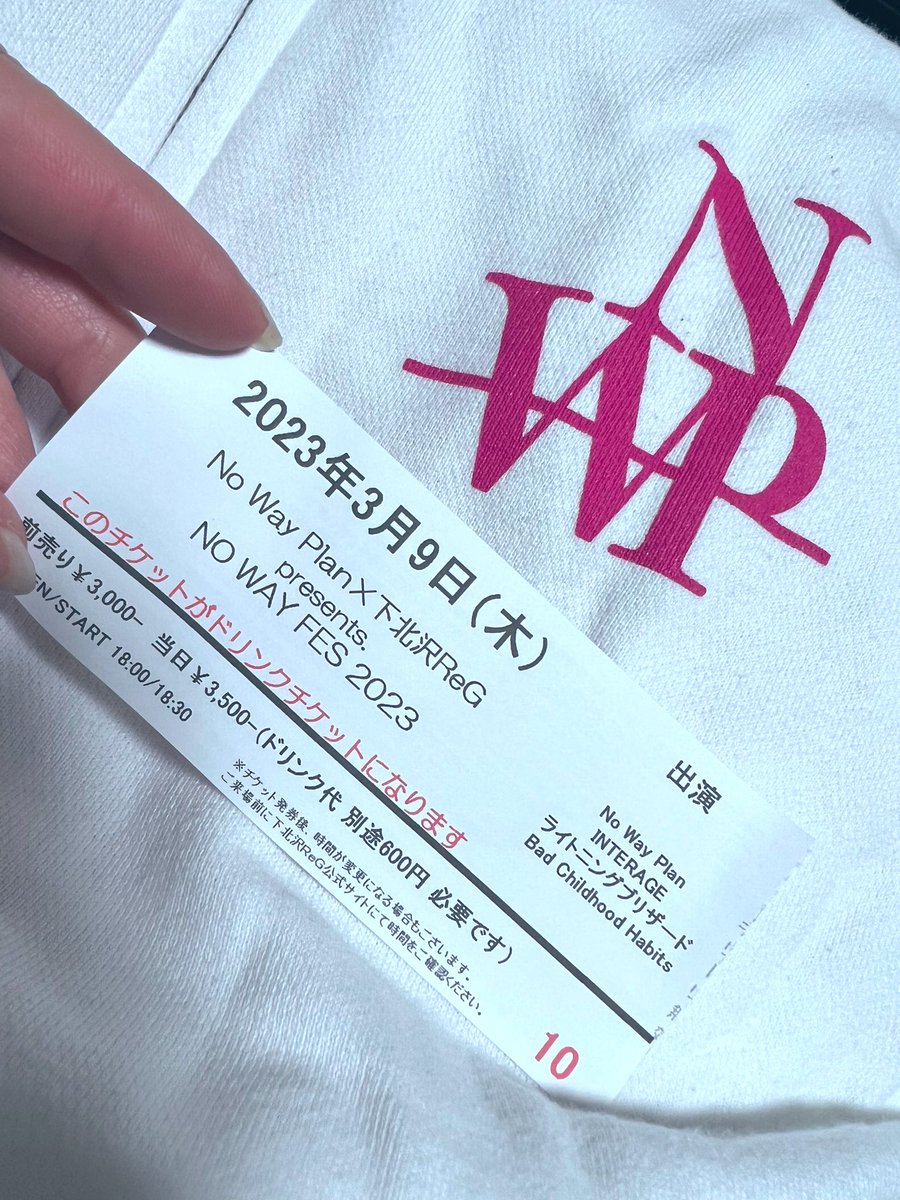 NWP
2023年3月9日(木)
No Way Plan×下北沢ReG
presents.
NO WAY FES 2023
出演
No Way Plan
INTERAGE
ライトニングブリザード
Bad Childhood Habits
このチケットがドリンクチケットになります
前売り¥3,000- 当日¥3,500-(ドリンク代 別途600円 必要です)
EN/START 18:00/18:30
※チケット発券後、時間が変更になる場合もございます。
ご来場前に下北沢ReG公式サイトにて時間をご確認ください。
10